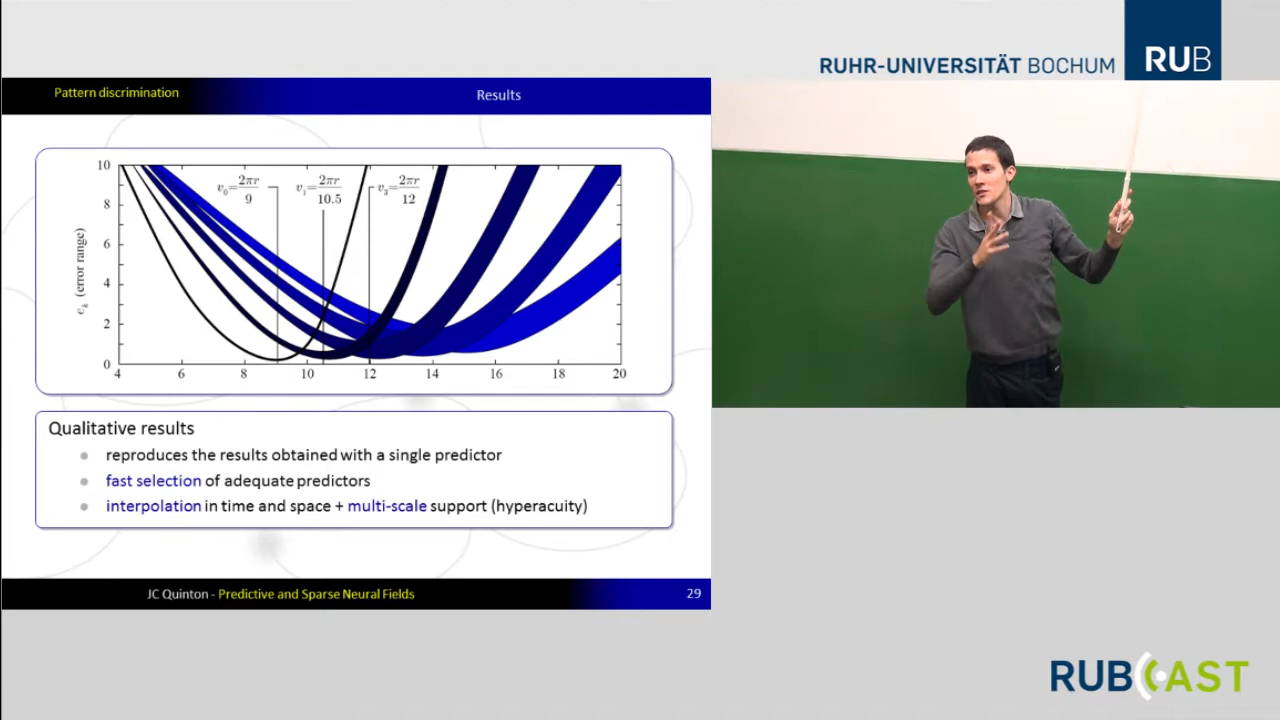 RUHR-UNIVERSITÄT BOCHUM RUB
Pattern discrimination
Results
10
8
6
4
2
0
e_k (error range)
v₀=2πr/9
v₁=2πr/10.5
v₃=2πr/12
4 6 8 10 12 14 16 18 20
Qualitative results
reproduces the results obtained with a single predictor
fast selection of adequate predictors
interpolation in time and space + multi-scale support (hyperacuity)
JC Quinton - Predictive and Sparse Neural Fields
29
RUBCAST